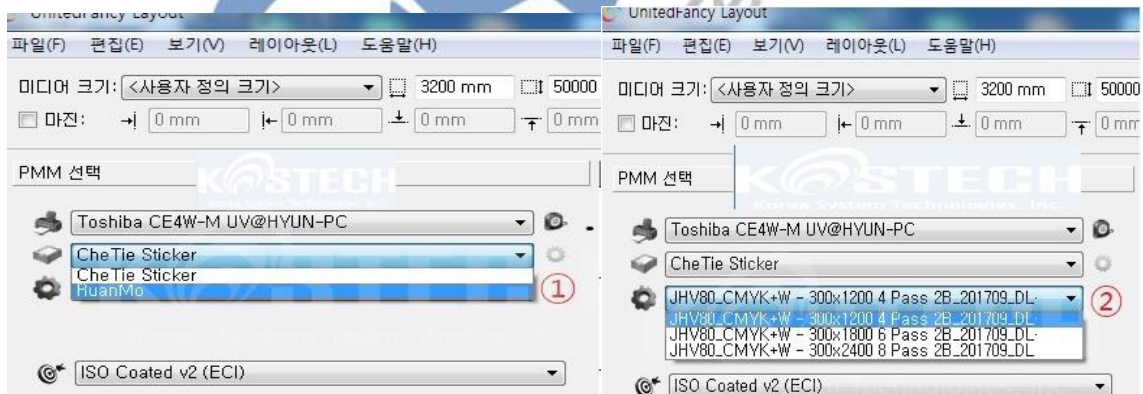 UnitedFancy Layout
파일(F) 편집(E) 보기(V) 레이아웃(L) 도움말(H)
미디어 크기: <사용자 정의 크기> 3200 mm 50000
마진: 0 mm 0 mm 0 mm 0 mm
PMM 선택
KOSTECH
Toshiba CE4W-M UV@HYUN-PC
CheTie Sticker
CheTie Sticker
HuanMo
①
ISO Coated v2 (ECI)
UnitedFancy Layout
파일(F) 편집(E) 보기(V) 레이아웃(L) 도움말(H)
미디어 크기: <사용자 정의 크기> 3200 mm 50000
마진: 0 mm 0 mm 0 mm 0 mm
PMM 선택
KOSTECH
Korea System Technologies, Inc.
Toshiba CE4W-M UV@HYUN-PC
CheTie Sticker
JHV80_CMYK+W - 300x1200 4 Pass 2B_201709_DL
②
JHV80_CMYK+W - 300x1200 4 Pass 2B_201709_DL
JHV80_CMYK+W - 300x1800 6 Pass 2B_201709_DL
JHV80_CMYK+W - 300x2400 8 Pass 2B_201709_DL
ISO Coated v2 (ECI)